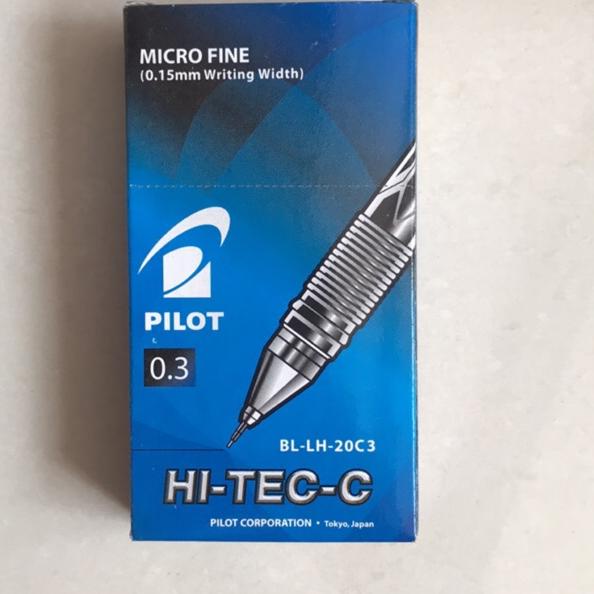 MICRO FINE
(0.15mm Writing Width)
PILOT
0.3
BL-LH-20C3
HI-TEC-C
PILOT CORPORATION • Tokyo, Japan